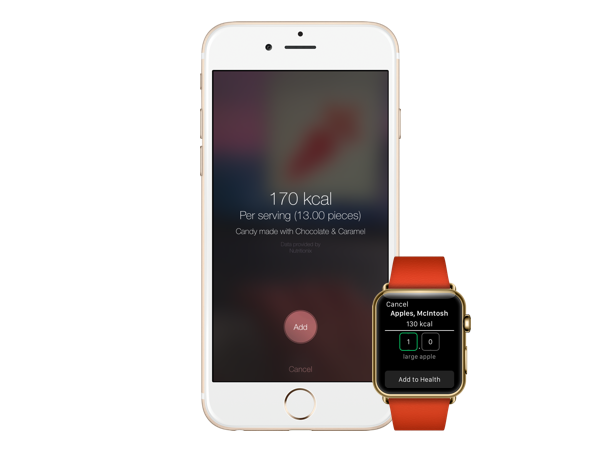 170 kcal
Per serving (13.00 pieces)
Candy made with Chocolate & Caramel
Data provided by
Nutritionix
Add
Cancel
Cancel
Apples, McIntosh
130 kcal
1 . 0
large apple
Add to Health